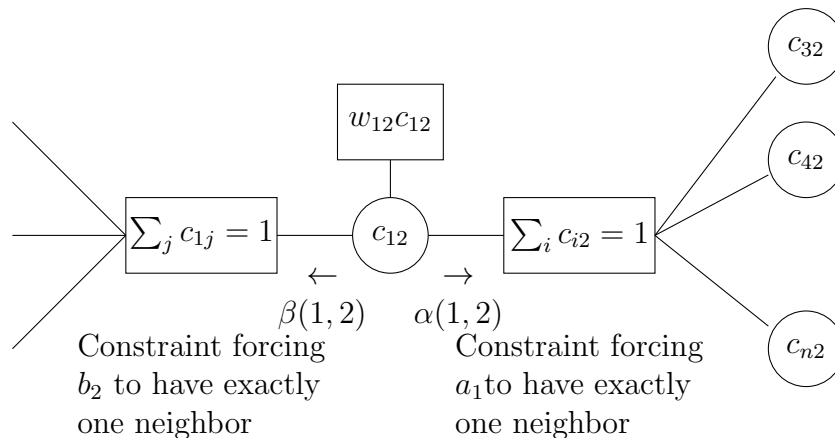 c_{32}
w_{12}c_{12}
c_{42}
∑_j c_{1j} = 1
c_{12}
∑_i c_{i2} = 1
← →
β(1, 2) α(1, 2)
Constraint forcing
b_2 to have exactly
one neighbor
Constraint forcing
a_1to have exactly
one neighbor
c_{n2}